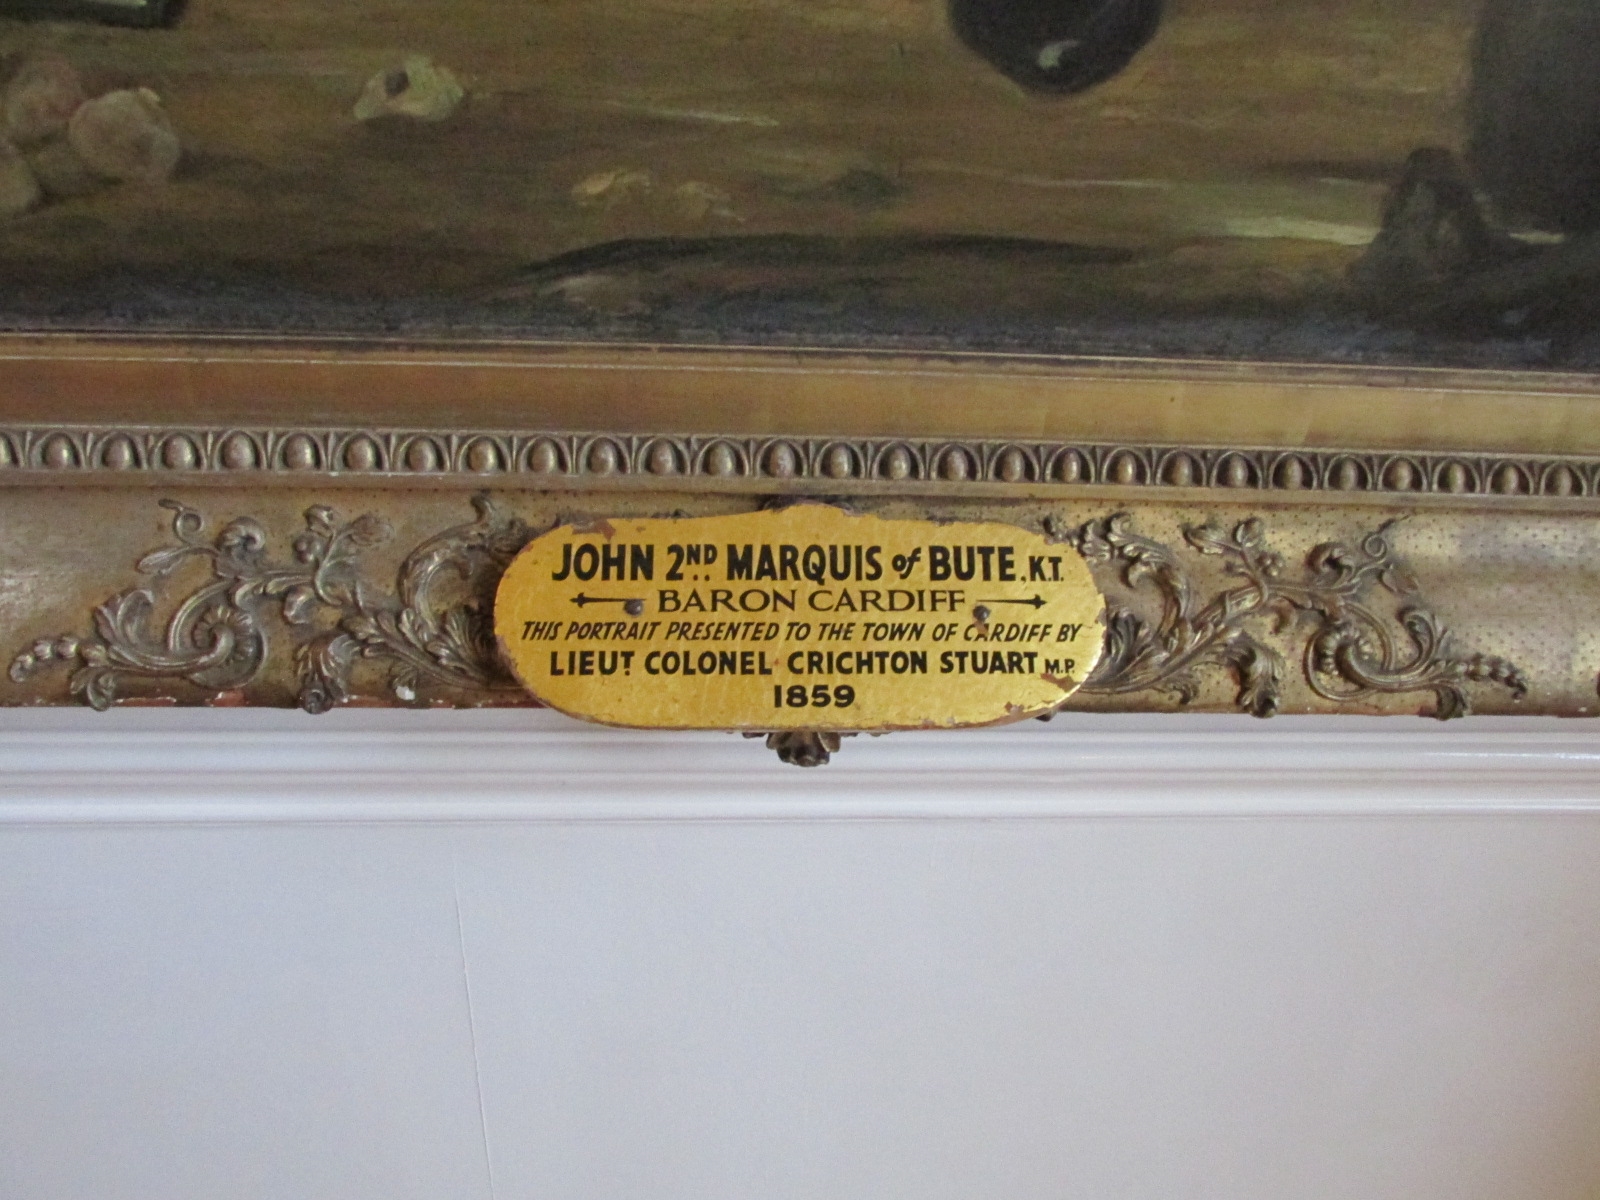 JOHN 2ND MARQUIS of BUTE, K.T.
BARON CARDIFF
THIS PORTRAIT PRESENTED TO THE TOWN OF CARDIFF BY
LIEUT COLONEL CRICHTON STUART M.P.
1859